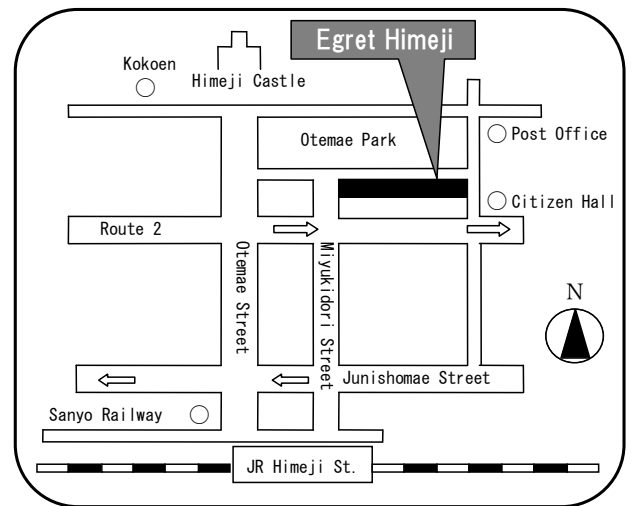 Egret Himeji
Kokoen
Himeji Castle
Otemae Park
Post Office
Citizen Hall
Route 2
Otemae Street
Miyukidori Street
N
Junishomae Street
Sanyo Railway
JR Himeji St.